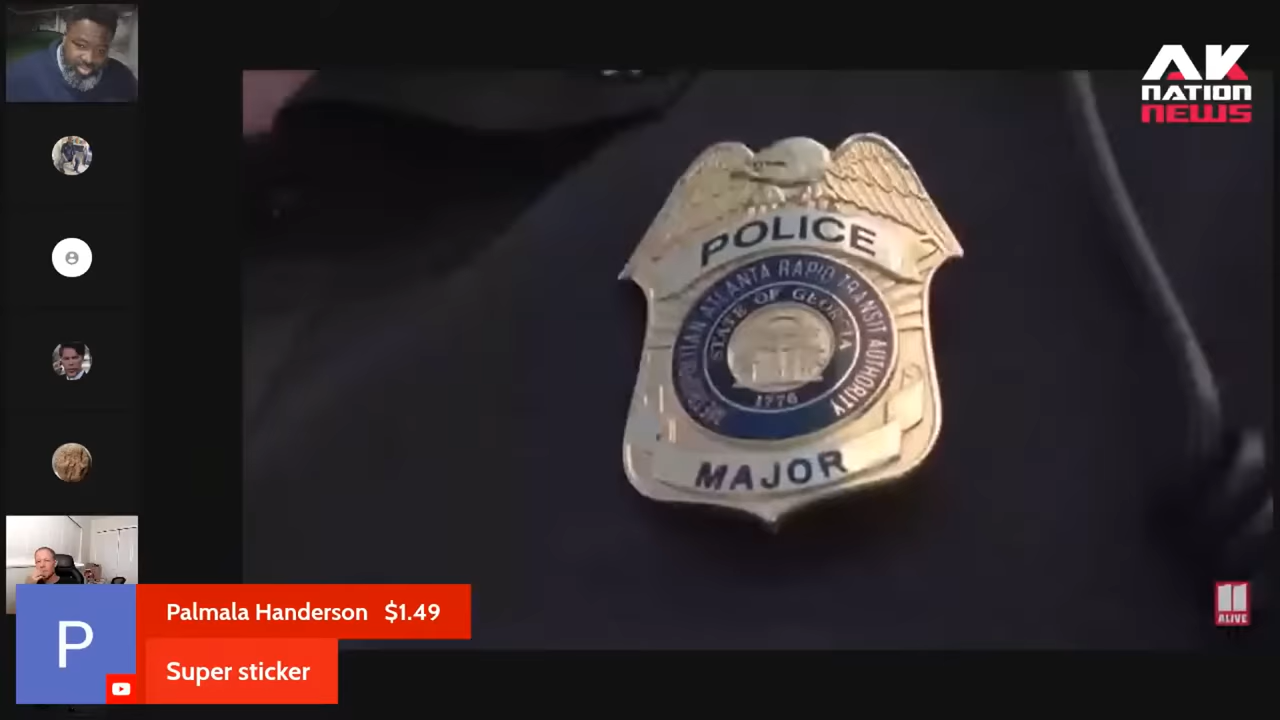 AK
NATION
NEWS
POLICE
METROPOLITAN ATLANTA RAPID TRANSIT AUTHORITY
STATE OF GEORGIA
1776
MAJOR
11
ALIVE
P
Palmala Handerson $1.49
Super sticker